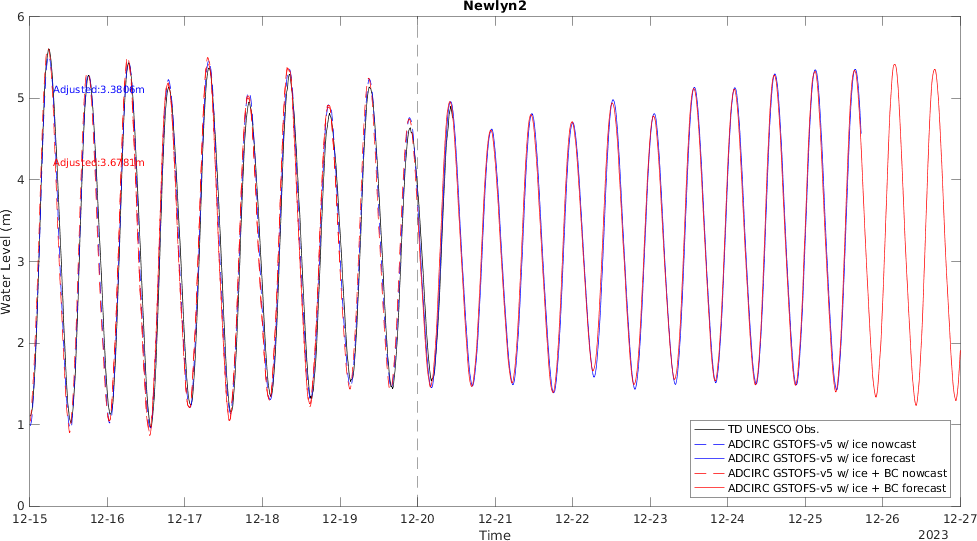 Newlyn2
6
5
4
3
2
1
0
Water Level (m)
Adjusted:3.3806m
Adjusted:3.6781m
TD UNESCO Obs.
ADCIRC GSTOFS-v5 w/ ice nowcast
ADCIRC GSTOFS-v5 w/ ice forecast
ADCIRC GSTOFS-v5 w/ ice + BC nowcast
ADCIRC GSTOFS-v5 w/ ice + BC forecast
12-15 12-16 12-17 12-18 12-19 12-20 12-21 12-22 12-23 12-24 12-25 12-26 12-27
Time
2023